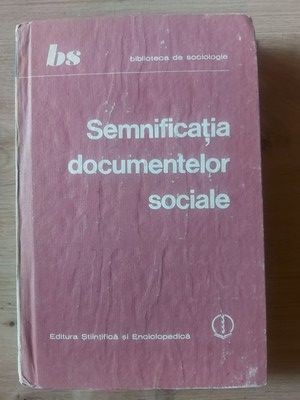 bs biblioteca de sociologie
Semnificația
documentelor
sociale
Editura Științifică și Enciclopedică